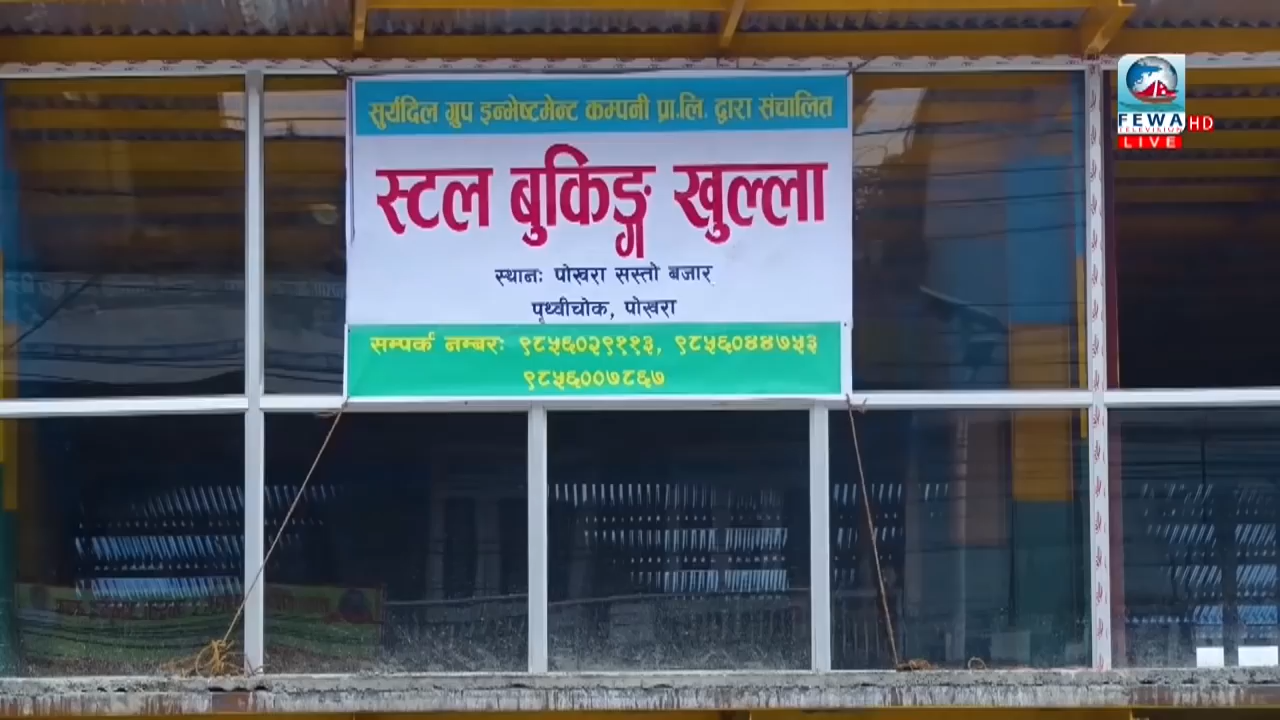 सुर्यदिल ग्रुप इन्भेष्टमेन्ट कम्पनी प्रा.लि. द्वारा संचालित
स्टल बुकिङ्ग खुल्ला
स्थानः पोखरा सस्तो बजार
पृथ्वीचोक, पोखरा
सम्पर्क नम्बरः ९८५६०२९११३, ९८५६०४४७५३
९८५६००७८६७
FEWA HD
TELEVISION
LIVE